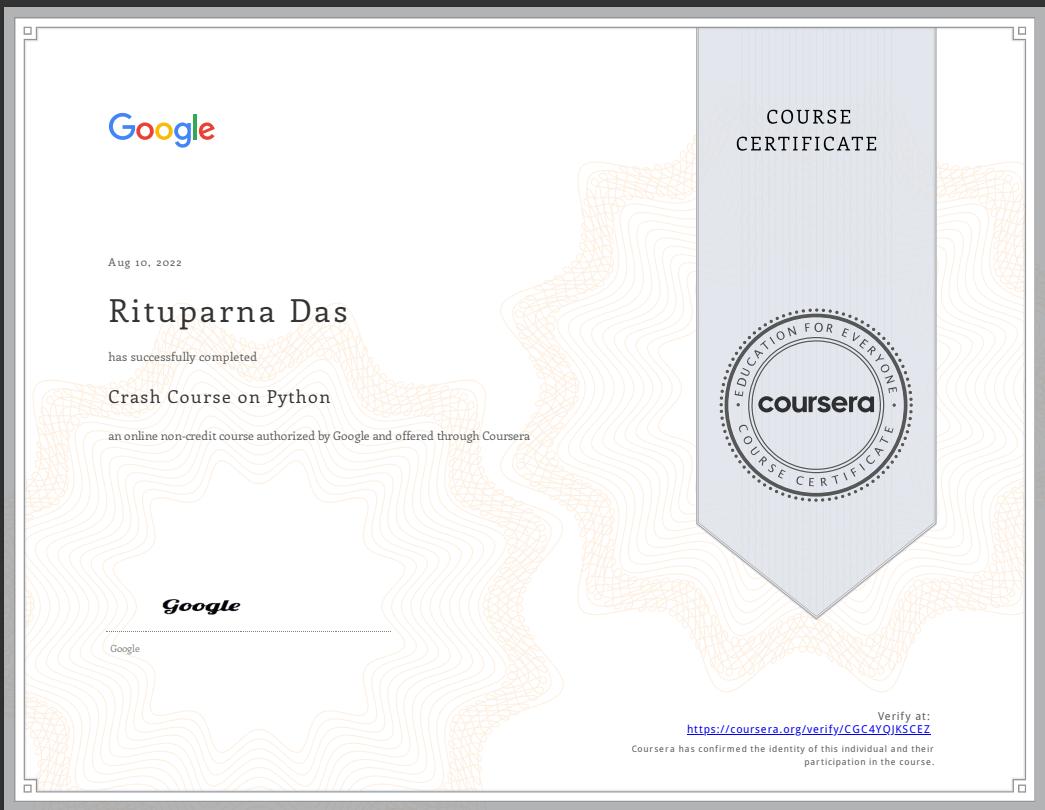 Google
COURSE
CERTIFICATE
Aug 10, 2022
Rituparna Das
has successfully completed
Crash Course on Python
an online non-credit course authorized by Google and offered through Coursera
EDUCATION FOR EVERYONE
coursera
COURSE CERTIFICATE
Google
Google
Verify at:
https://coursera.org/verify/CGC4YQJKSCEZ
Coursera has confirmed the identity of this individual and their
participation in the course.